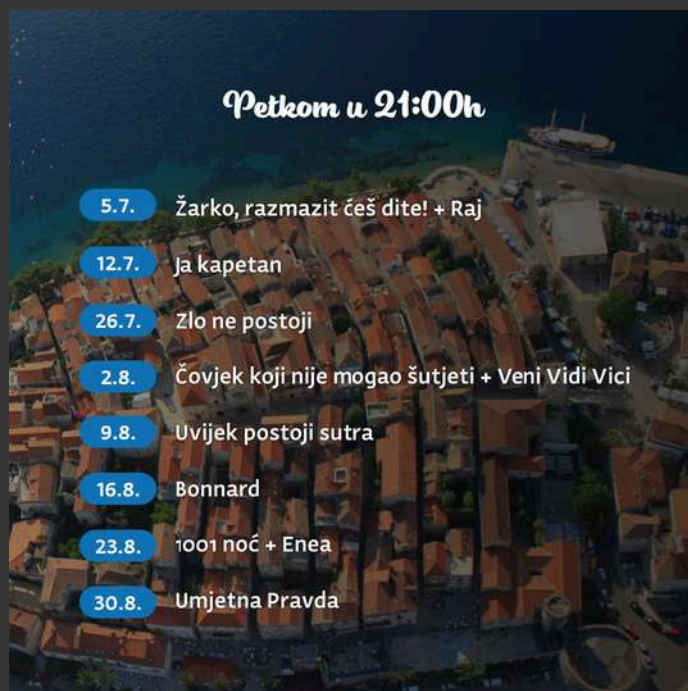 Petkom u 21:00h
5.7. Žarko, razmazit ćeš dite! + Raj
12.7. Ja kapetan
26.7. Zlo ne postoji
2.8. Čovjek koji nije mogao šutjeti + Veni Vidi Vici
9.8. Uvijek postoji sutra
16.8. Bonnard
23.8. 1001 noć + Enea
30.8. Umjetna Pravda